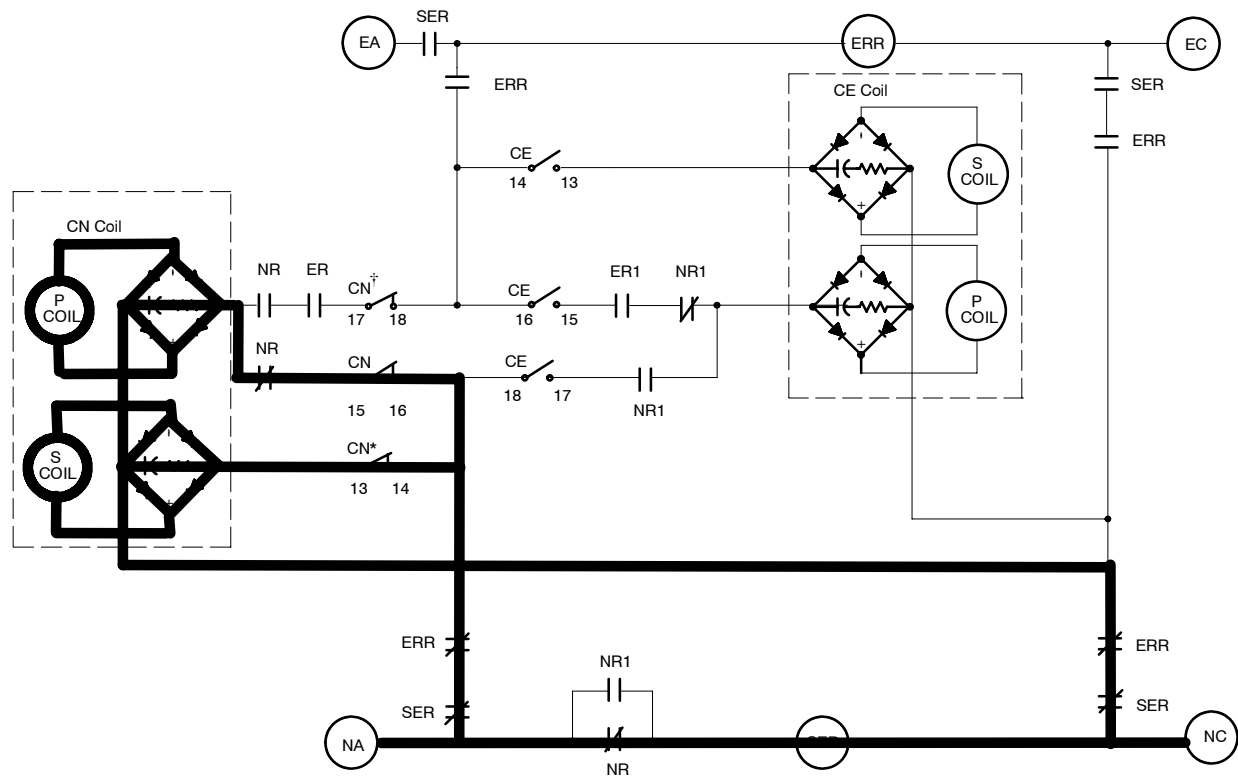 SER
EA
ERR
EC
ERR
CE Coil
SER
ERR
CE
14 13
S
COIL
CN Coil
P
COIL
NR
ER
CN†
17 18
CE
16 15
ER1
NR1
P
COIL
NR
CN
15 16
CE
18 17
NR1
S
COIL
CN*
13 14
ERR
NR1
ERR
SER
SER
NA
NR
NC